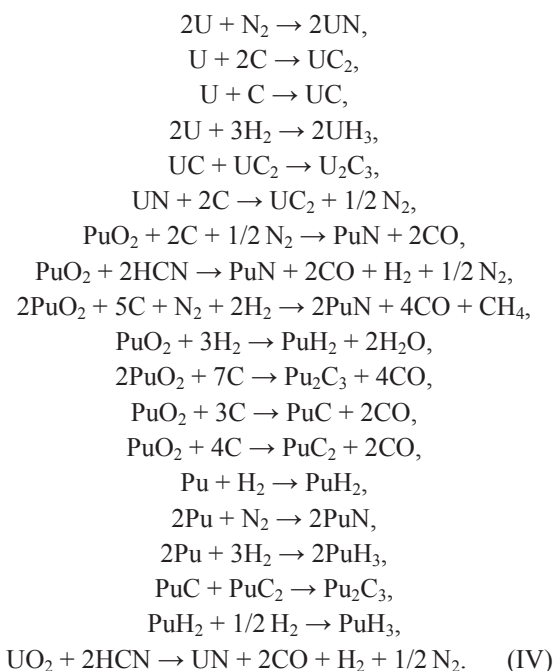 2U + N₂ → 2UN,
U + 2C → UC₂,
U + C → UC,
2U + 3H₂ → 2UH₃,
UC + UC₂ → U₂C₃,
UN + 2C → UC₂ + 1/2 N₂,
PuO₂ + 2C + 1/2 N₂ → PuN + 2CO,
PuO₂ + 2HCN → PuN + 2CO + H₂ + 1/2 N₂,
2PuO₂ + 5C + N₂ + 2H₂ → 2PuN + 4CO + CH₄,
PuO₂ + 3H₂ → PuH₂ + 2H₂O,
2PuO₂ + 7C → Pu₂C₃ + 4CO,
PuO₂ + 3C → PuC + 2CO,
PuO₂ + 4C → PuC₂ + 2CO,
Pu + H₂ → PuH₂,
2Pu + N₂ → 2PuN,
2Pu + 3H₂ → 2PuH₃,
PuC + PuC₂ → Pu₂C₃,
PuH₂ + 1/2 H₂ → PuH₃,
UO₂ + 2HCN → UN + 2CO + H₂ + 1/2 N₂. (IV)